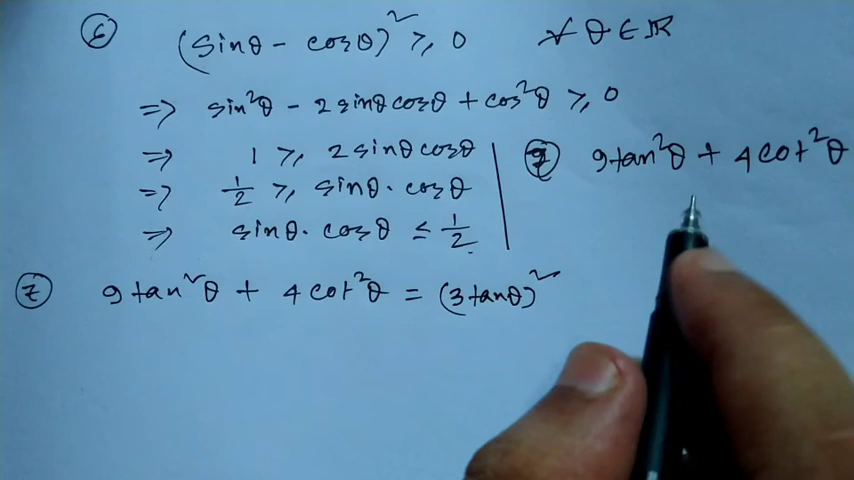 6 (sinθ - cosθ)² ≥ 0 ∀ θ ∈ ℝ
⇒ sin²θ - 2sinθcosθ + cos²θ ≥ 0
⇒ 1 ≥ 2sinθcosθ
⇒ 1/2 ≥ sinθ · cosθ
⇒ sinθ · cosθ ≤ 1/2
9tan²θ + 4cot²θ
7 9tan²θ + 4cot²θ = (3tanθ)²